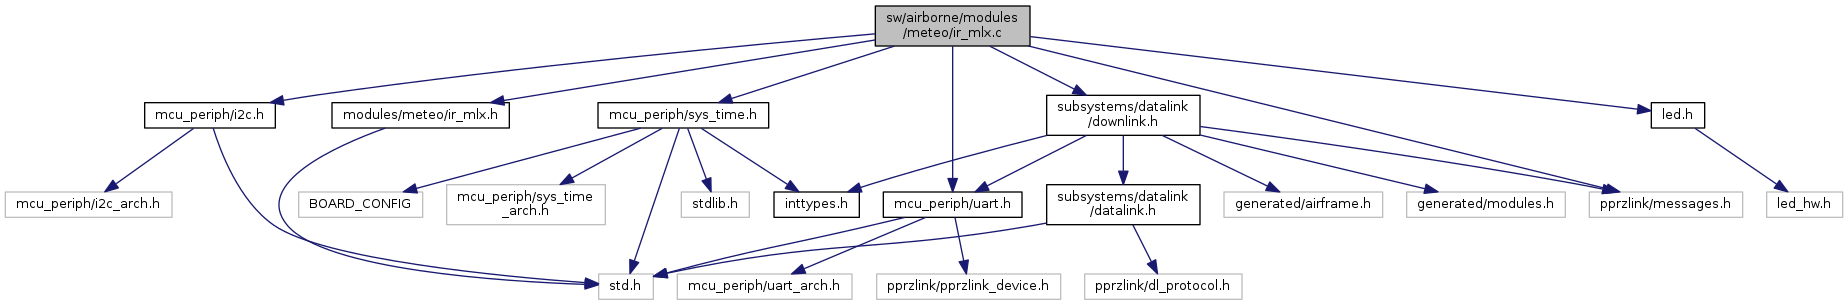 sw/airborne/modules
/meteo/ir_mlx.c
mcu_periph/i2c.h
modules/meteo/ir_mlx.h
mcu_periph/sys_time.h
subsystems/datalink
/downlink.h
led.h
mcu_periph/i2c_arch.h
BOARD_CONFIG
mcu_periph/sys_time
_arch.h
stdlib.h
inttypes.h
mcu_periph/uart.h
subsystems/datalink
/datalink.h
generated/airframe.h
generated/modules.h
pprzlink/messages.h
led_hw.h
std.h
mcu_periph/uart_arch.h
pprzlink/pprzlink_device.h
pprzlink/dl_protocol.h